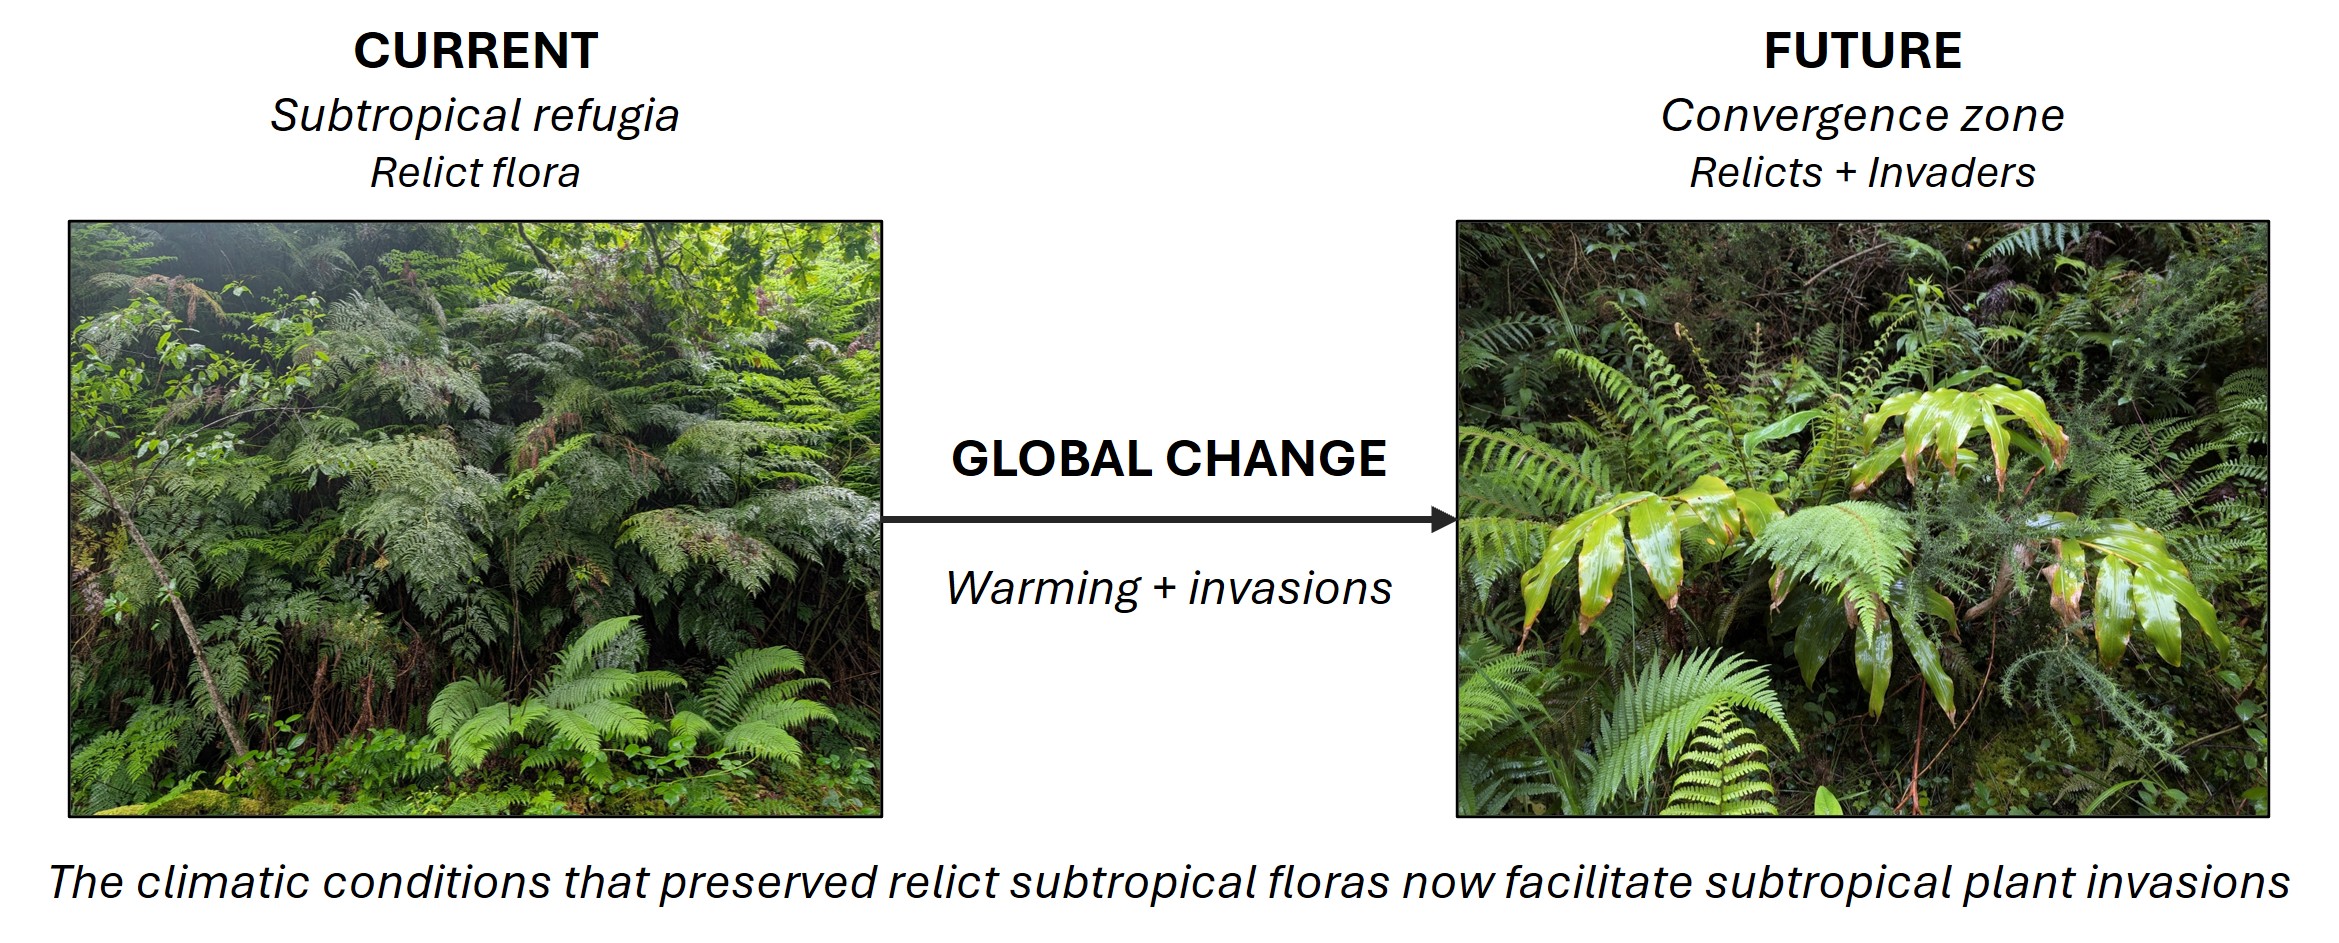 CURRENT
Subtropical refugia
Relict flora
FUTURE
Convergence zone
Relicts + Invaders
GLOBAL CHANGE
Warming + invasions
The climatic conditions that preserved relict subtropical floras now facilitate subtropical plant invasions